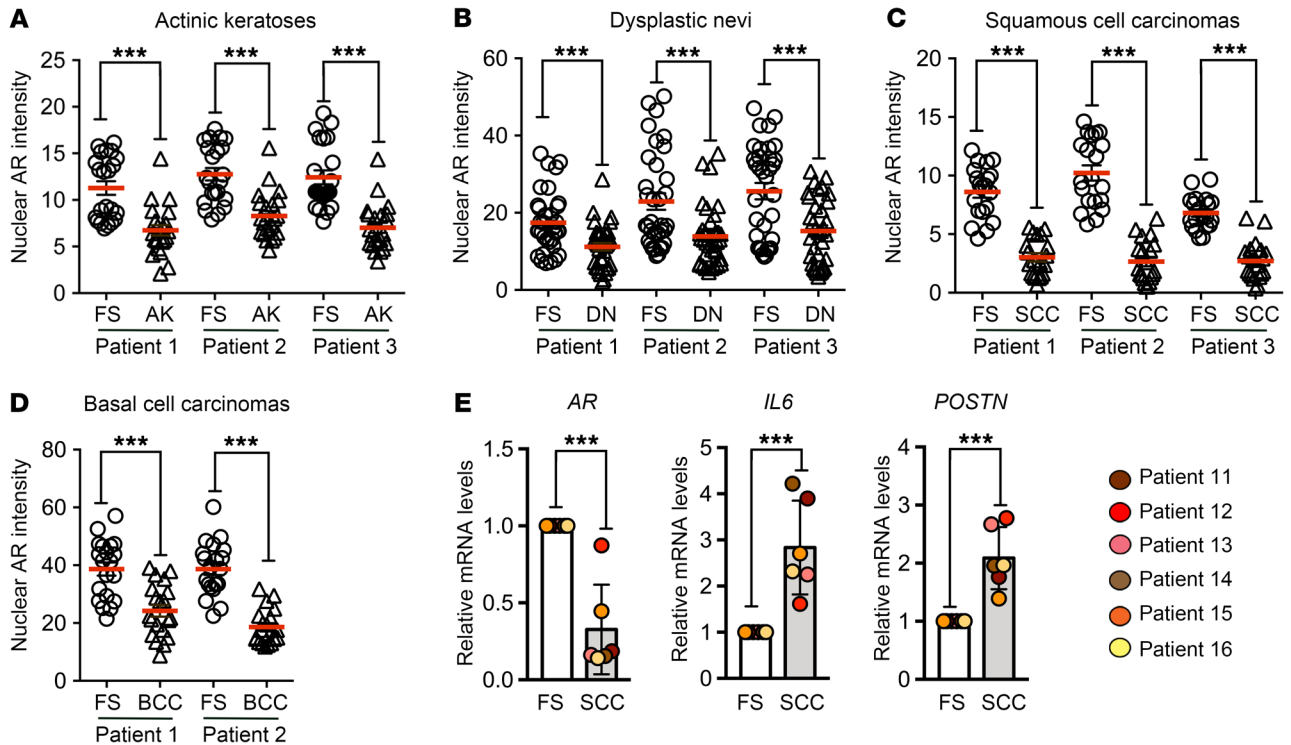 A
Actinic keratoses
Nuclear AR intensity
25
20
15
10
5
0
***
***
***
FS AK FS AK FS AK
Patient 1 Patient 2 Patient 3
B
Dysplastic nevi
Nuclear AR intensity
60
40
20
0
***
***
***
FS DN FS DN FS DN
Patient 1 Patient 2 Patient 3
C
Squamous cell carcinomas
Nuclear AR intensity
20
15
10
5
0
***
***
***
FS SCC FS SCC FS SCC
Patient 1 Patient 2 Patient 3
D
Basal cell carcinomas
Nuclear AR intensity
80
60
40
20
0
***
***
FS BCC FS BCC
Patient 1 Patient 2
E
AR
Relative mRNA levels
1.5
1.0
0.5
0.0
***
FS SCC
IL6
Relative mRNA levels
5
4
3
2
1
0
***
FS SCC
POSTN
Relative mRNA levels
4
3
2
1
0
***
FS SCC
Patient 11
Patient 12
Patient 13
Patient 14
Patient 15
Patient 16